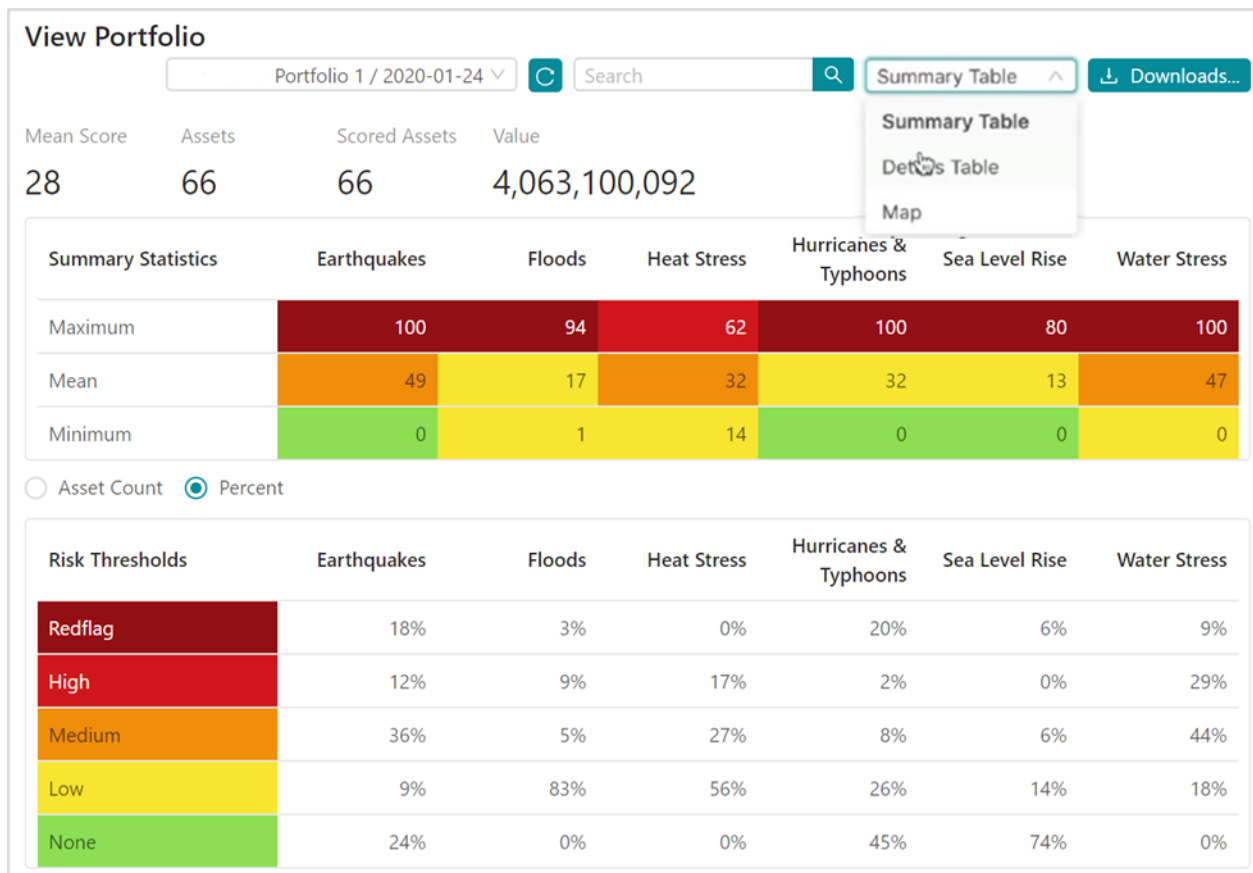 View Portfolio
Portfolio 1 / 2020-01-24 Search Summary Table Downloads...
Summary Table
Table
Map
Mean Score Assets Scored Assets Value
28 66 66 4,063,100,092
Summary Statistics Earthquakes Floods Heat Stress Hurricanes & Typhoons Sea Level Rise Water Stress
Maximum 100 94 62 100 80 100
Mean 49 17 32 32 13 47
Minimum 0 1 14 0 0 0
Asset Count Percent
Risk Thresholds Earthquakes Floods Heat Stress Hurricanes & Typhoons Sea Level Rise Water Stress
Redflag 18% 3% 0% 20% 6% 9%
High 12% 9% 17% 2% 0% 29%
Medium 36% 5% 27% 8% 6% 44%
Low 9% 83% 56% 26% 14% 18%
None 24% 0% 0% 45% 74% 0%